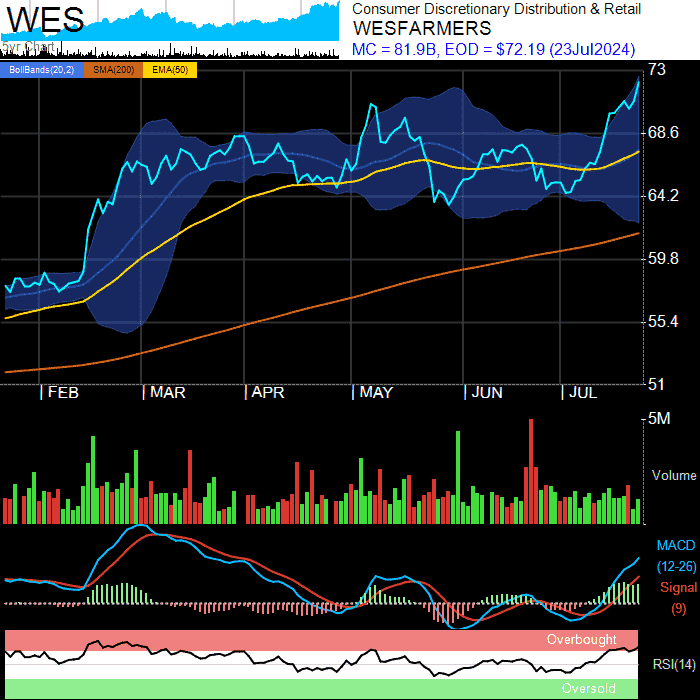 WES
5yr Chart
Consumer Discretionary Distribution & Retail
WESFARMERS
MC = 81.9B, EOD = $72.19 (23Jul2024)
BollBands(20,2) SMA(200) EMA(50)
73
68.6
64.2
59.8
55.4
51
FEB MAR APR MAY JUN JUL
5M
Volume
MACD
(12-26)
Signal
(9)
Overbought
RSI(14)
Oversold